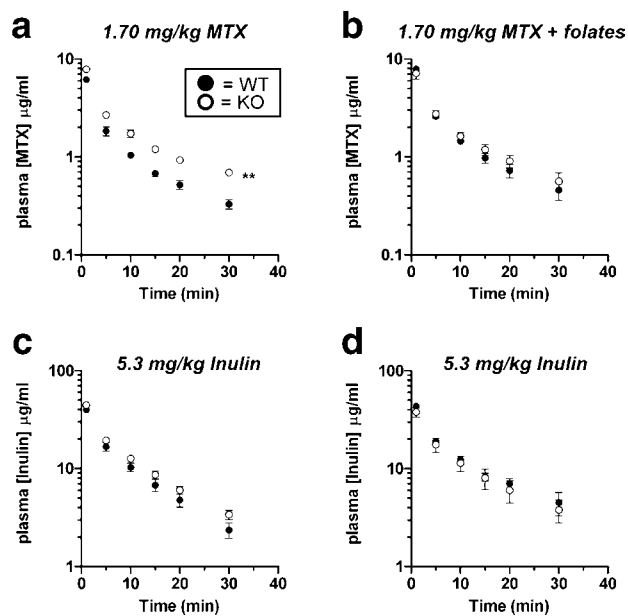 a
1.70 mg/kg MTX
plasma [MTX] µg/ml
10
1
0.1
● = WT
○ = KO
**
0 10 20 30 40
Time (min)
b
1.70 mg/kg MTX + folates
plasma [MTX] µg/ml
10
1
0.1
0 10 20 30 40
Time (min)
c
5.3 mg/kg Inulin
plasma [Inulin] µg/ml
100
10
1
0 10 20 30 40
Time (min)
d
5.3 mg/kg Inulin
plasma [Inulin] µg/ml
100
10
1
0 10 20 30 40
Time (min)